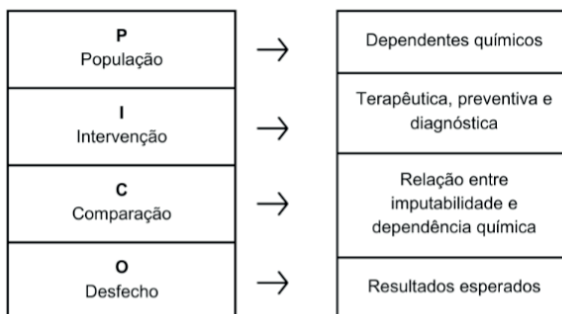 P
População
Dependentes químicos
I
Intervenção
Terapêutica, preventiva e
diagnóstica
C
Comparação
Relação entre
imputabilidade e
dependência química
O
Desfecho
Resultados esperados